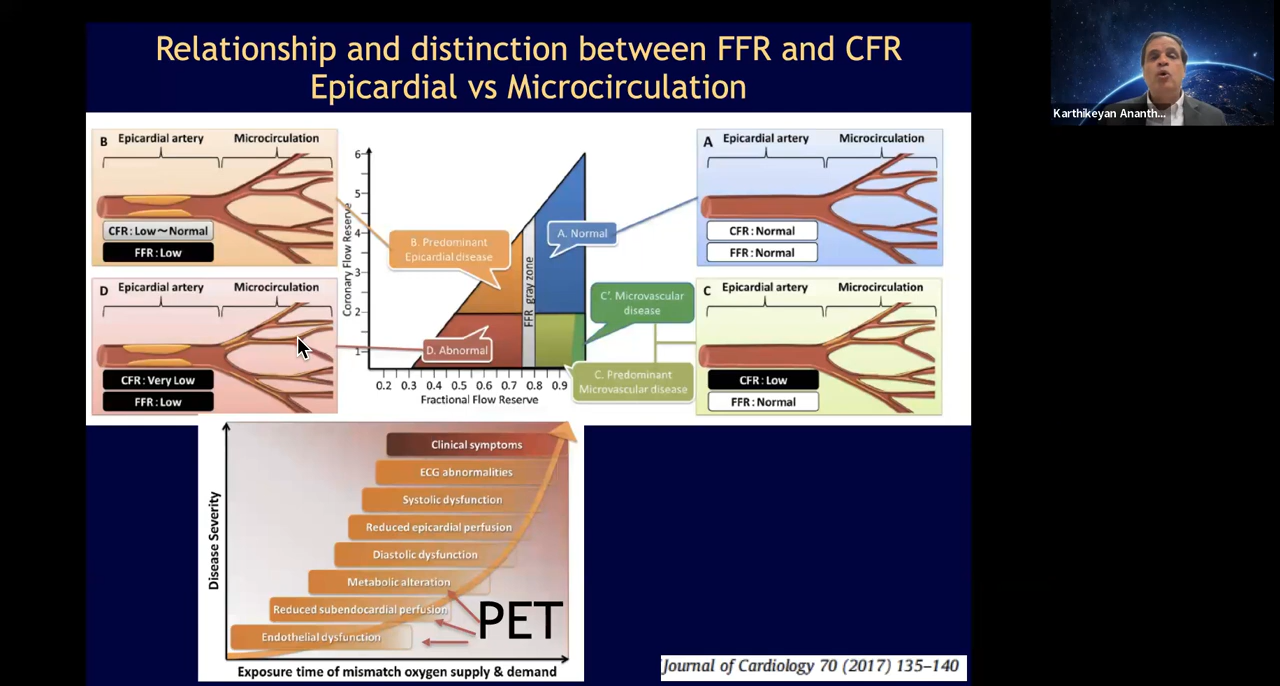 Relationship and distinction between FFR and CFR
Epicardial vs Microcirculation
Karthikeyan Ananth...
B
Epicardial artery
Microcirculation
CFR : Low～Normal
FFR : Low
D
Epicardial artery
Microcirculation
CFR : Very Low
FFR : Low
Coronary Flow Reserve
6
5
4
3
2
1
B. Predominant
Epicardial disease
A. Normal
FFR gray zone
D. Abnormal
C'. Microvascular
disease
C. Predominant
Microvascular disease
0.2 0.4 0.5 0.6 0.7 0.8 0.9
Fractional Flow Reserve
A
Epicardial artery
Microcirculation
CFR : Normal
FFR : Normal
C
Epicardial artery
Microcirculation
CFR : Low
FFR : Normal
Disease Severity
Clinical symptoms
ECG abnormalities
Systolic dysfunction
Reduced epicardial perfusion
Diastolic dysfunction
Metabolic alteration
Reduced subendocardial perfusion
Endothelial dysfunction
PET
Exposure time of mismatch oxygen supply & demand
Journal of Cardiology 70 (2017) 135–140